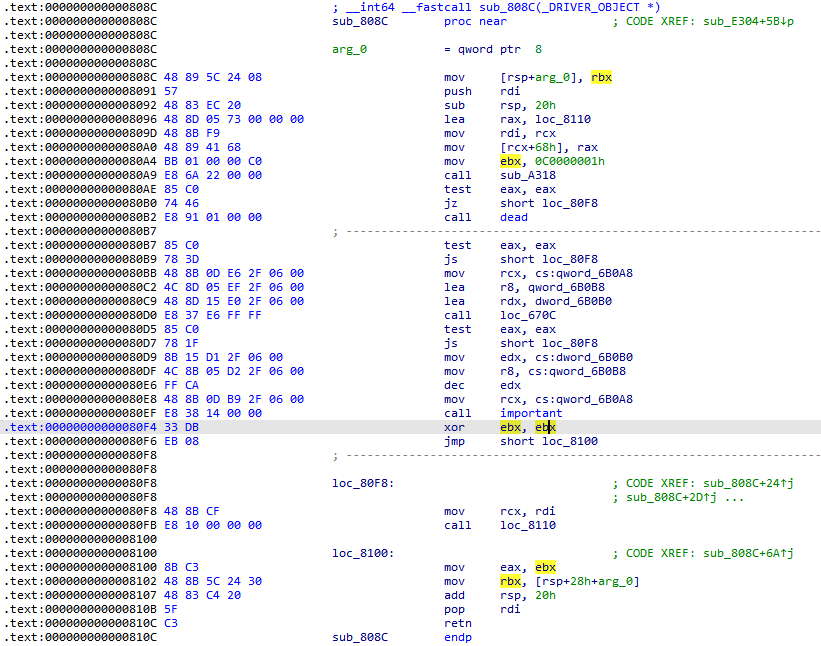 .text:000000000000808C ; __int64 __fastcall sub_808C(_DRIVER_OBJECT *)
.text:000000000000808C sub_808C proc near ; CODE XREF: sub_E304+5B↓p
.text:000000000000808C
.text:000000000000808C arg_0 = qword ptr 8
.text:000000000000808C
.text:000000000000808C 48 89 5C 24 08 mov [rsp+arg_0], rbx
.text:0000000000008091 57 push rdi
.text:0000000000008092 48 83 EC 20 sub rsp, 20h
.text:0000000000008096 48 8D 05 73 00 00 00 lea rax, loc_8110
.text:000000000000809D 48 8B F9 mov rdi, rcx
.text:00000000000080A0 48 89 41 68 mov [rcx+68h], rax
.text:00000000000080A4 BB 01 00 00 C0 mov ebx, 0C0000001h
.text:00000000000080A9 E8 6A 22 00 00 call sub_A318
.text:00000000000080AE 85 C0 test eax, eax
.text:00000000000080B0 74 46 jz short loc_80F8
.text:00000000000080B2 E8 91 01 00 00 call dead
.text:00000000000080B7 ; ---------------------------------------------------------------------------
.text:00000000000080B7 85 C0 test eax, eax
.text:00000000000080B9 78 3D js short loc_80F8
.text:00000000000080BB 48 8B 0D E6 2F 06 00 mov rcx, cs:qword_6B0A8
.text:00000000000080C2 4C 8D 05 EF 2F 06 00 lea r8, qword_6B0B8
.text:00000000000080C9 48 8D 15 E0 2F 06 00 lea rdx, dword_6B0B0
.text:00000000000080D0 E8 37 E6 FF FF call loc_670C
.text:00000000000080D5 85 C0 test eax, eax
.text:00000000000080D7 78 1F js short loc_80F8
.text:00000000000080D9 8B 15 D1 2F 06 00 mov edx, cs:dword_6B0B0
.text:00000000000080DF 4C 8B 05 D2 2F 06 00 mov r8, cs:qword_6B0B8
.text:00000000000080E6 FF CA dec edx
.text:00000000000080E8 48 8B 0D B9 2F 06 00 mov rcx, cs:qword_6B0A8
.text:00000000000080EF E8 38 14 00 00 call important
.text:00000000000080F4 33 DB xor ebx, ebx
.text:00000000000080F6 EB 08 jmp short loc_8100
.text:00000000000080F8 ; ---------------------------------------------------------------------------
.text:00000000000080F8
.text:00000000000080F8 loc_80F8: ; CODE XREF: sub_808C+24↑j
.text:00000000000080F8 ; sub_808C+2D↑j ...
.text:00000000000080F8 48 8B CF mov rcx, rdi
.text:00000000000080FB E8 10 00 00 00 call loc_8110
.text:0000000000008100
.text:0000000000008100 loc_8100: ; CODE XREF: sub_808C+6A↑j
.text:0000000000008100 8B C3 mov eax, ebx
.text:0000000000008102 48 8B 5C 24 30 mov rbx, [rsp+28h+arg_0]
.text:0000000000008107 48 83 C4 20 add rsp, 20h
.text:000000000000810B 5F pop rdi
.text:000000000000810C C3 retn
.text:000000000000810C sub_808C endp